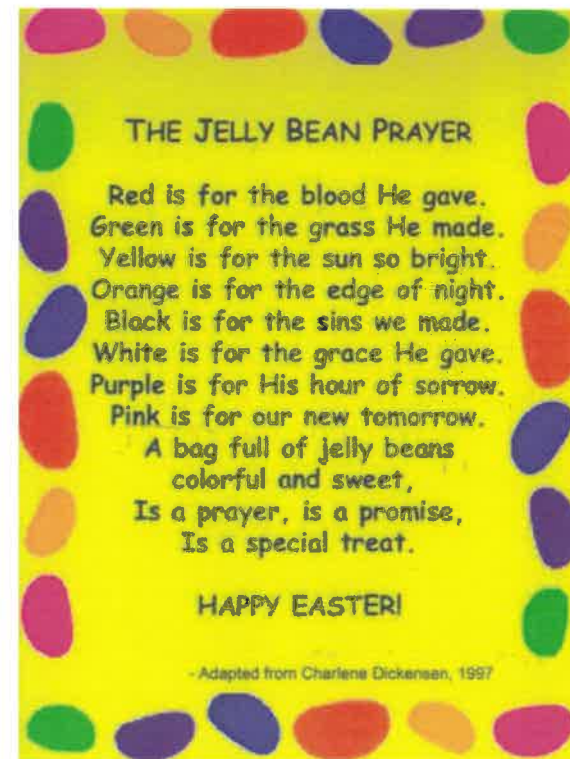 THE JELLY BEAN PRAYER
Red is for the blood He gave.
Green is for the grass He made.
Yellow is for the sun so bright.
Orange is for the edge of night.
Black is for the sins we made.
White is for the grace He gave.
Purple is for His hour of sorrow.
Pink is for our new tomorrow.
A bag full of jelly beans
colorful and sweet,
Is a prayer, is a promise,
Is a special treat.
HAPPY EASTER!
- Adapted from Charlene Dickensen, 1997